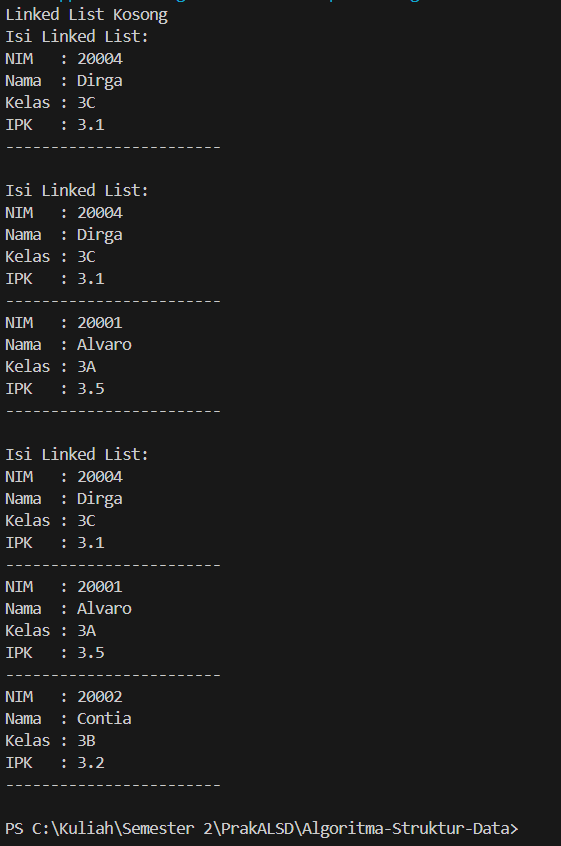 Linked List Kosong
Isi Linked List:
NIM   : 20004
Nama  : Dirga
Kelas : 3C
IPK   : 3.1
------------------------

Isi Linked List:
NIM   : 20004
Nama  : Dirga
Kelas : 3C
IPK   : 3.1
------------------------
NIM   : 20001
Nama  : Alvaro
Kelas : 3A
IPK   : 3.5
------------------------

Isi Linked List:
NIM   : 20004
Nama  : Dirga
Kelas : 3C
IPK   : 3.1
------------------------
NIM   : 20001
Nama  : Alvaro
Kelas : 3A
IPK   : 3.5
------------------------
NIM   : 20002
Nama  : Contia
Kelas : 3B
IPK   : 3.2
------------------------

PS C:\Kuliah\Semester 2\PrakALSD\Algoritma-Struktur-Data>